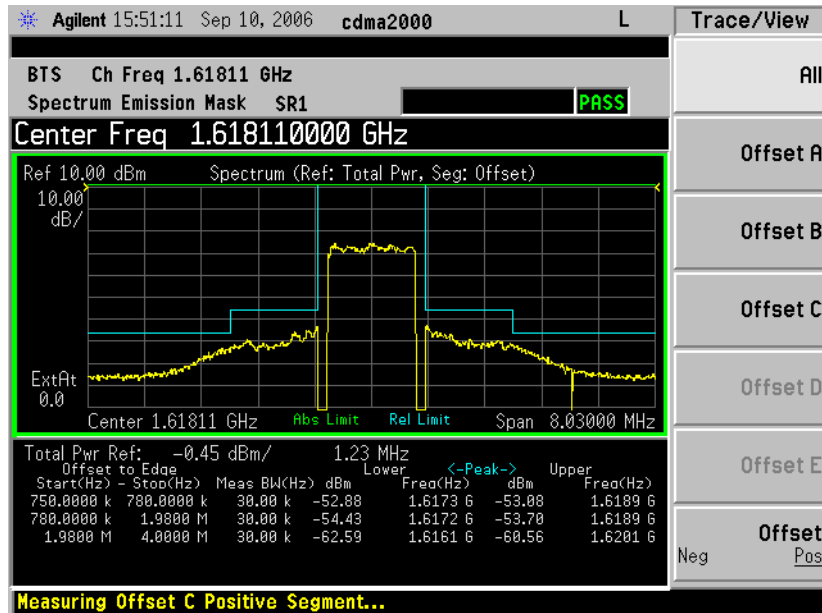 Agilent 15:51:11 Sep 10, 2006 cdma2000 L
Trace/View
BTS Ch Freq 1.61811 GHz
Spectrum Emission Mask SR1 PASS
Center Freq 1.618110000 GHz
Ref 10.00 dBm Spectrum (Ref: Total Pwr, Seg: Offset)
10.00
dB/
ExtAt
0.0
Center 1.61811 GHz Abs Limit Rel Limit Span 8.03000 MHz
Total Pwr Ref: -0.45 dBm/ 1.23 MHz
Offset to Edge Lower <-Peak-> Upper
Start(Hz) - Stop(Hz) Meas BW(Hz) dBm Freq(Hz) dBm Freq(Hz)
750.0000 k 780.0000 k 30.00 k -52.88 1.6173 G -53.08 1.6189 G
780.0000 k 1.9800 M 30.00 k -54.43 1.6172 G -53.70 1.6189 G
1.9800 M 4.0000 M 30.00 k -62.59 1.6161 G -60.56 1.6201 G
Measuring Offset C Positive Segment...
All
Offset A
Offset B
Offset C
Offset D
Offset E
Offset
Neg Pos